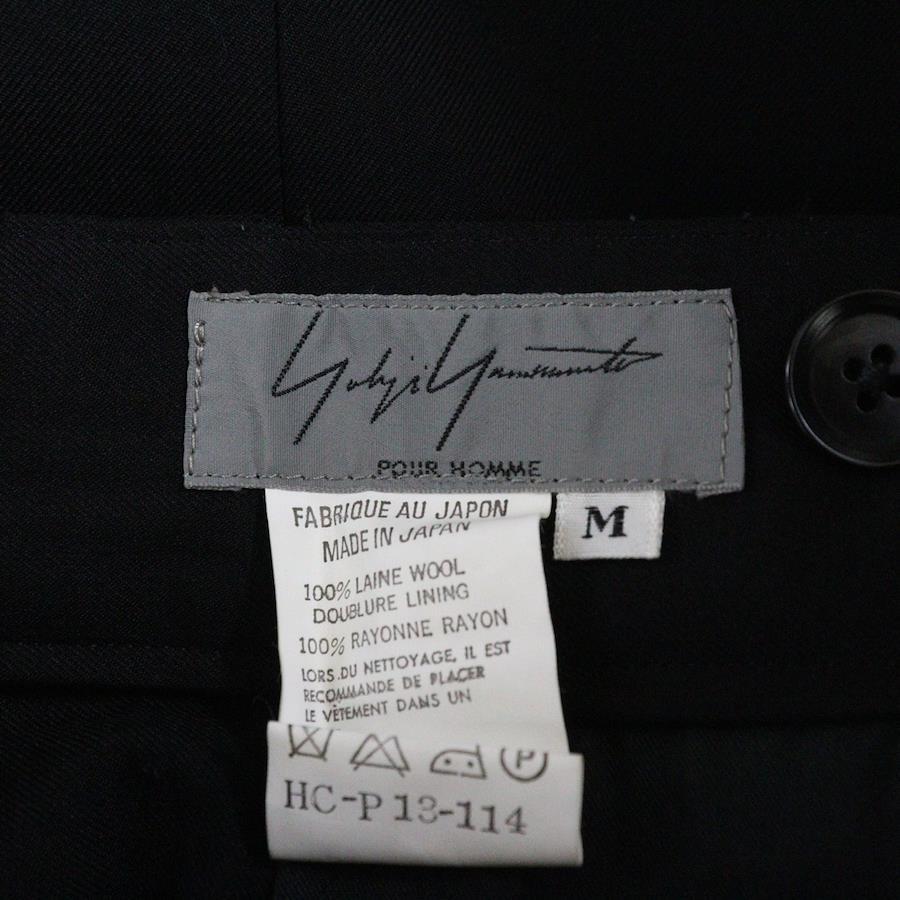 Yohji Yamamoto
POUR HOMME
M
FABRIQUE AU JAPON
MADE IN JAPAN
100% LAINE WOOL
DOUBLURE LINING
100% RAYONNE RAYON
LORS DU NETTOYAGE, IL EST
RECOMMANDE DE PLACER
LE VÊTEMENT DANS UN
P
HC-P13-114